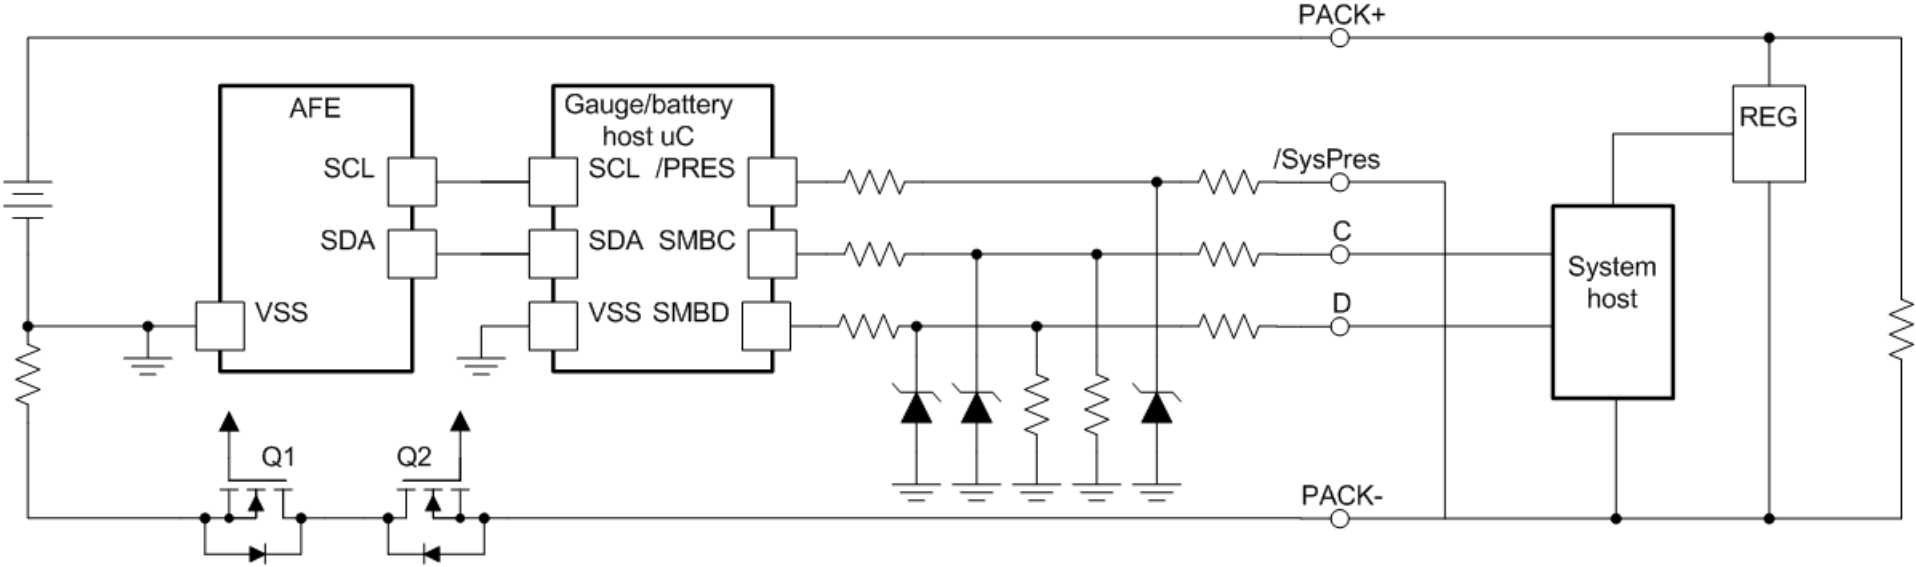 PACK+
AFE
Gauge/battery
host uC
REG
SCL
SCL /PRES
/SysPres
SDA
SDA SMBC
C
System
host
VSS
VSS SMBD
D
Q1
Q2
PACK-